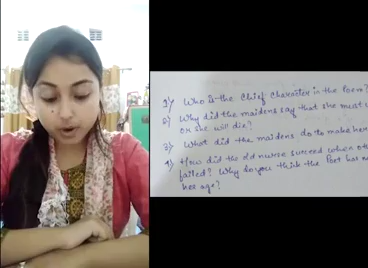 1) Who is the Chief Character in the Poem?
2) Why did the maidens say that she must
or she will die?
3) What did the maidens do to make her
4) How did the old nurse succeed when
failed? Why do you think the Poet has
her age?